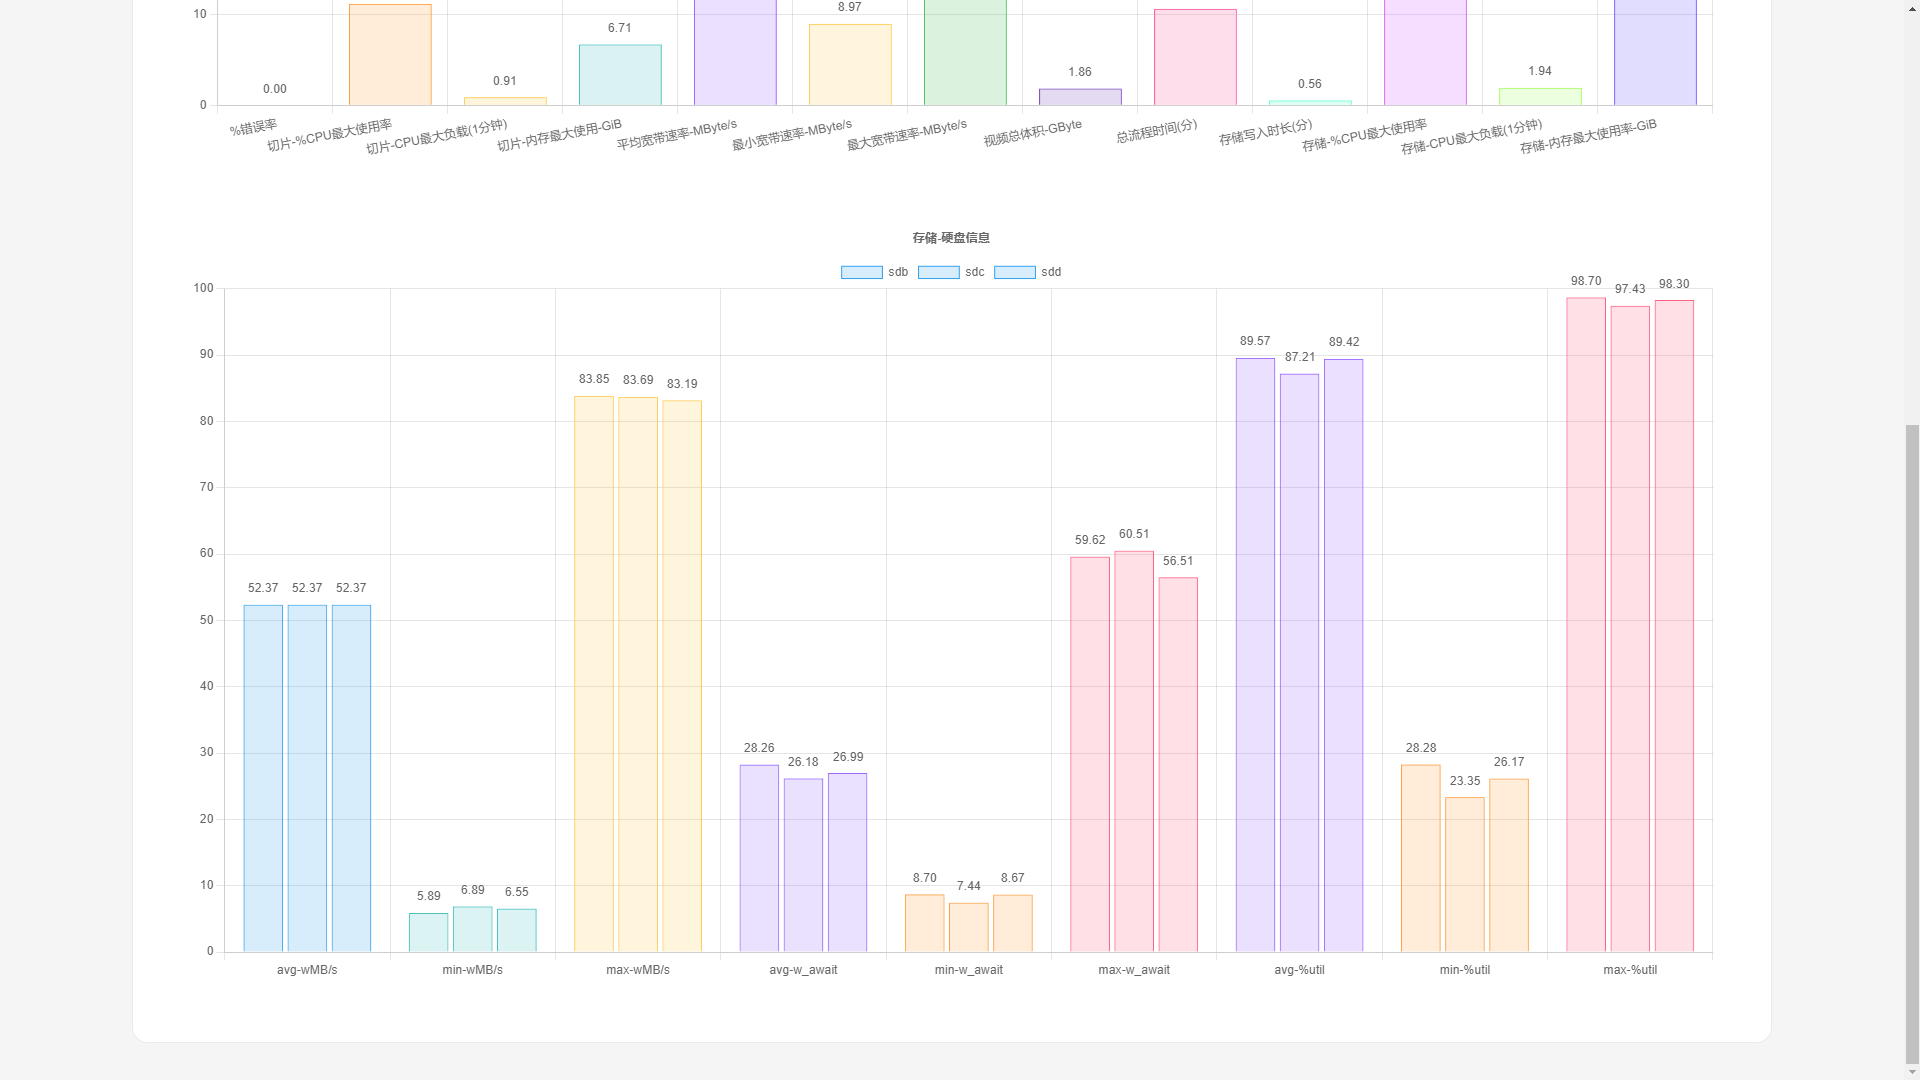 8.97
10
6.71
1.86
1.94
0.91
0.56
0.00
0
%错误率
切片-%CPU最大使用率
切片-CPU最大负载(1分钟)
切片-内存最大使用-GiB
平均宽带速率-MByte/s
最小宽带速率-MByte/s
最大宽带速率-MByte/s
视频总体积-GByte
总流程时间(分)
存储写入时长(分)
存储-%CPU最大使用率
存储-CPU最大负载(1分钟)
存储-内存最大使用率-GiB
存储-硬盘信息
sdb sdc sdd
100
98.70 97.43 98.30
90
89.57 87.21 89.42
83.85 83.69 83.19
80
70
60
59.62 60.51 56.51
52.37 52.37 52.37
50
40
30
28.26 26.18 26.99
28.28 23.35 26.17
20
10
8.70 7.44 8.67
5.89 6.89 6.55
0
avg-wMB/s min-wMB/s max-wMB/s avg-w_await min-w_await max-w_await avg-%util min-%util max-%util